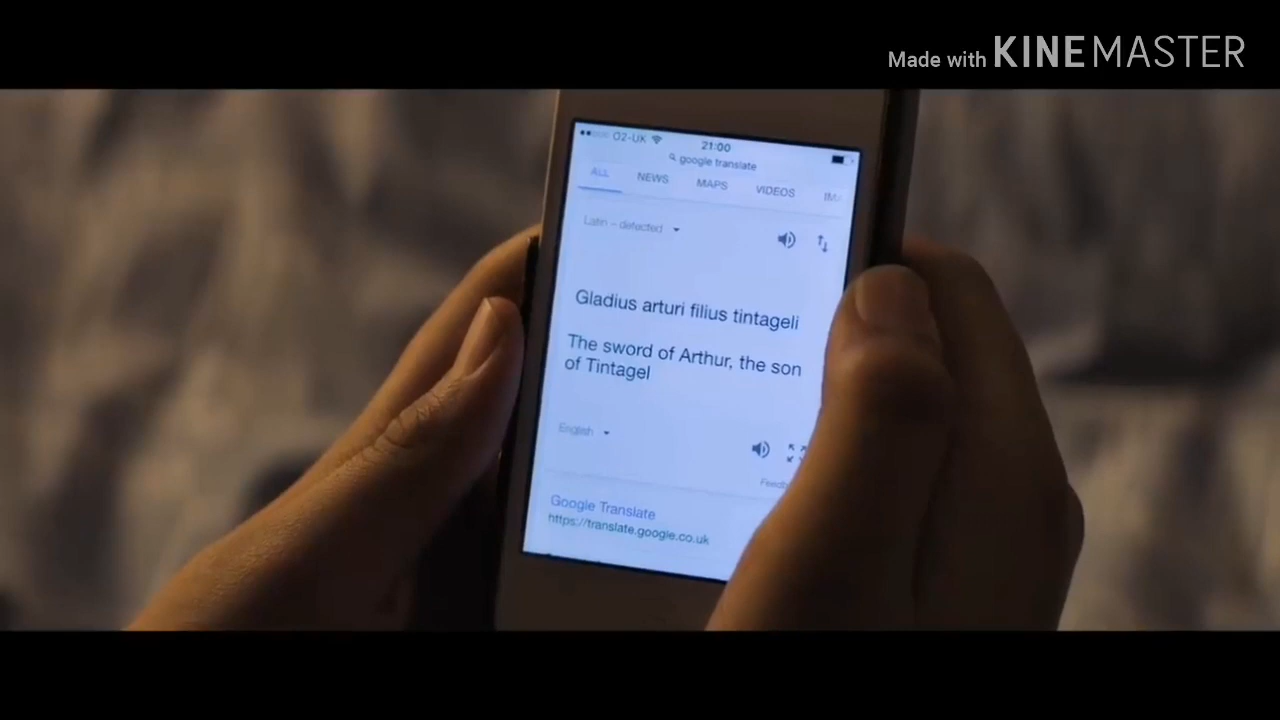 Made with KINEMASTER
O2-UK 21:00
google translate
ALL NEWS MAPS VIDEOS
Latin – detected
Gladius arturi filius tintageli
The sword of Arthur, the son
of Tintagel
English
Google Translate
https://translate.google.co.uk